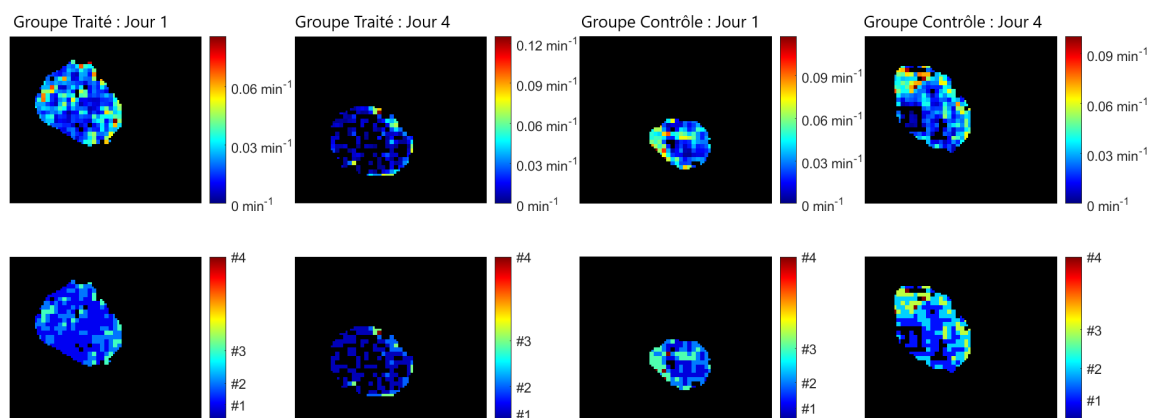 Groupe Traité : Jour 1
Groupe Traité : Jour 4
Groupe Contrôle : Jour 1
Groupe Contrôle : Jour 4
0.06 min-1
0.03 min-1
0 min-1
0.12 min-1
0.09 min-1
0.06 min-1
0.03 min-1
0 min-1
0.09 min-1
0.06 min-1
0.03 min-1
0 min-1
0.09 min-1
0.06 min-1
0.03 min-1
0 min-1
#4
#3
#2
#1
#4
#3
#2
#1
#4
#3
#2
#1
#4
#3
#2
#1